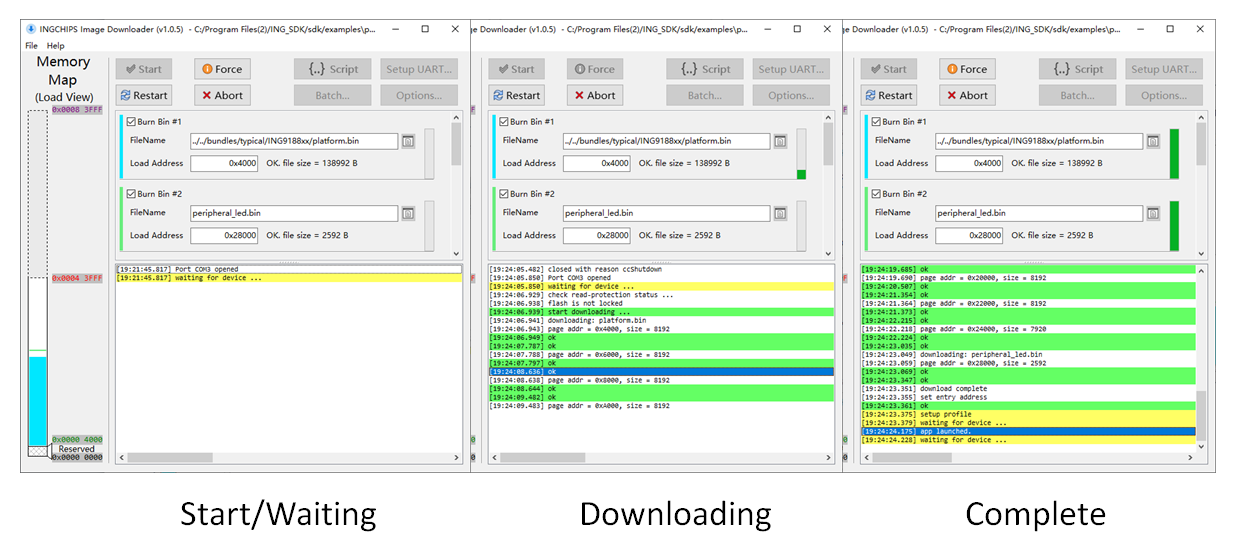 INGCHIPS Image Downloader (v1.0.5) - C:/Program Files(2)/ING_SDK/sdk/examples\p...
File Help
Memory
Map
(Load View)
0x0008 3FFF
0x0004 3FFF
0x0000 4000
Reserved
0x0000 0000
Start
Force
{..} Script
Setup UART...
Restart
Abort
Batch...
Options...
Burn Bin #1
FileName
../../bundles/typical/ING9188xx/platform.bin
Load Address
0x4000
OK. file size = 138992 B
Burn Bin #2
FileName
peripheral_led.bin
Load Address
0x28000
OK. file size = 2592 B
[19:21:45.817] Port COM3 opened
[19:21:45.817] waiting for device ...
ge Downloader (v1.0.5) - C:/Program Files(2)/ING_SDK/sdk/examples\p...
Start
Force
{..} Script
Setup UART...
Restart
Abort
Batch...
Options...
Burn Bin #1
FileName
../../bundles/typical/ING9188xx/platform.bin
Load Address
0x4000
OK. file size = 138992 B
Burn Bin #2
FileName
peripheral_led.bin
Load Address
0x28000
OK. file size = 2592 B
[19:24:05.482] closed with reason ccShutdown
[19:24:05.850] Port COM3 opened
[19:24:05.850] waiting for device ...
[19:24:06.929] check read-protection status ...
[19:24:06.938] flash is not locked
[19:24:06.939] start downloading ...
[19:24:06.941] downloading: platform.bin
[19:24:06.943] page addr = 0x4000, size = 8192
[19:24:06.949] ok
[19:24:07.787] ok
[19:24:07.788] page addr = 0x6000, size = 8192
[19:24:07.797] ok
[19:24:08.636] ok
[19:24:08.638] page addr = 0x8000, size = 8192
[19:24:08.644] ok
[19:24:09.482] ok
[19:24:09.483] page addr = 0xA000, size = 8192
ge Downloader (v1.0.5) - C:/Program Files(2)/ING_SDK/sdk/examples\p...
Start
Force
{..} Script
Setup UART...
Restart
Abort
Batch...
Options...
Burn Bin #1
FileName
../../bundles/typical/ING9188xx/platform.bin
Load Address
0x4000
OK. file size = 138992 B
Burn Bin #2
FileName
peripheral_led.bin
Load Address
0x28000
OK. file size = 2592 B
[19:24:19.685] ok
[19:24:19.690] page addr = 0x20000, size = 8192
[19:24:20.507] ok
[19:24:21.354] ok
[19:24:21.364] page addr = 0x22000, size = 8192
[19:24:21.373] ok
[19:24:22.215] ok
[19:24:22.218] page addr = 0x24000, size = 7920
[19:24:22.224] ok
[19:24:23.035] ok
[19:24:23.049] downloading: peripheral_led.bin
[19:24:23.059] page addr = 0x28000, size = 2592
[19:24:23.069] ok
[19:24:23.347] ok
[19:24:23.351] download complete
[19:24:23.355] set entry address
[19:24:23.361] ok
[19:24:23.375] setup profile
[19:24:23.379] waiting for device ...
[19:24:24.175] app launched.
[19:24:24.228] waiting for device ...
Start/Waiting
Downloading
Complete